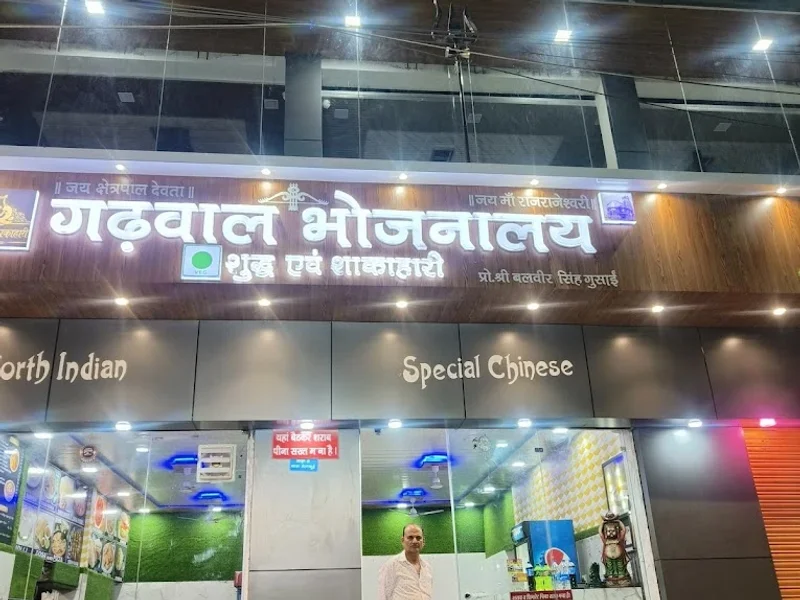 ॥ जय क्षेत्रपाल देवता ॥
॥ जय माँ राजराजेश्वरी ॥
गढ़वाल भोजनालय
VEG
शुद्ध एवं शाकाहारी
प्रो.श्री बलवीर सिंह गुसाई
orth Indian
Special Chinese
यहां बैठकर शराब
पीना सख्त मना है।